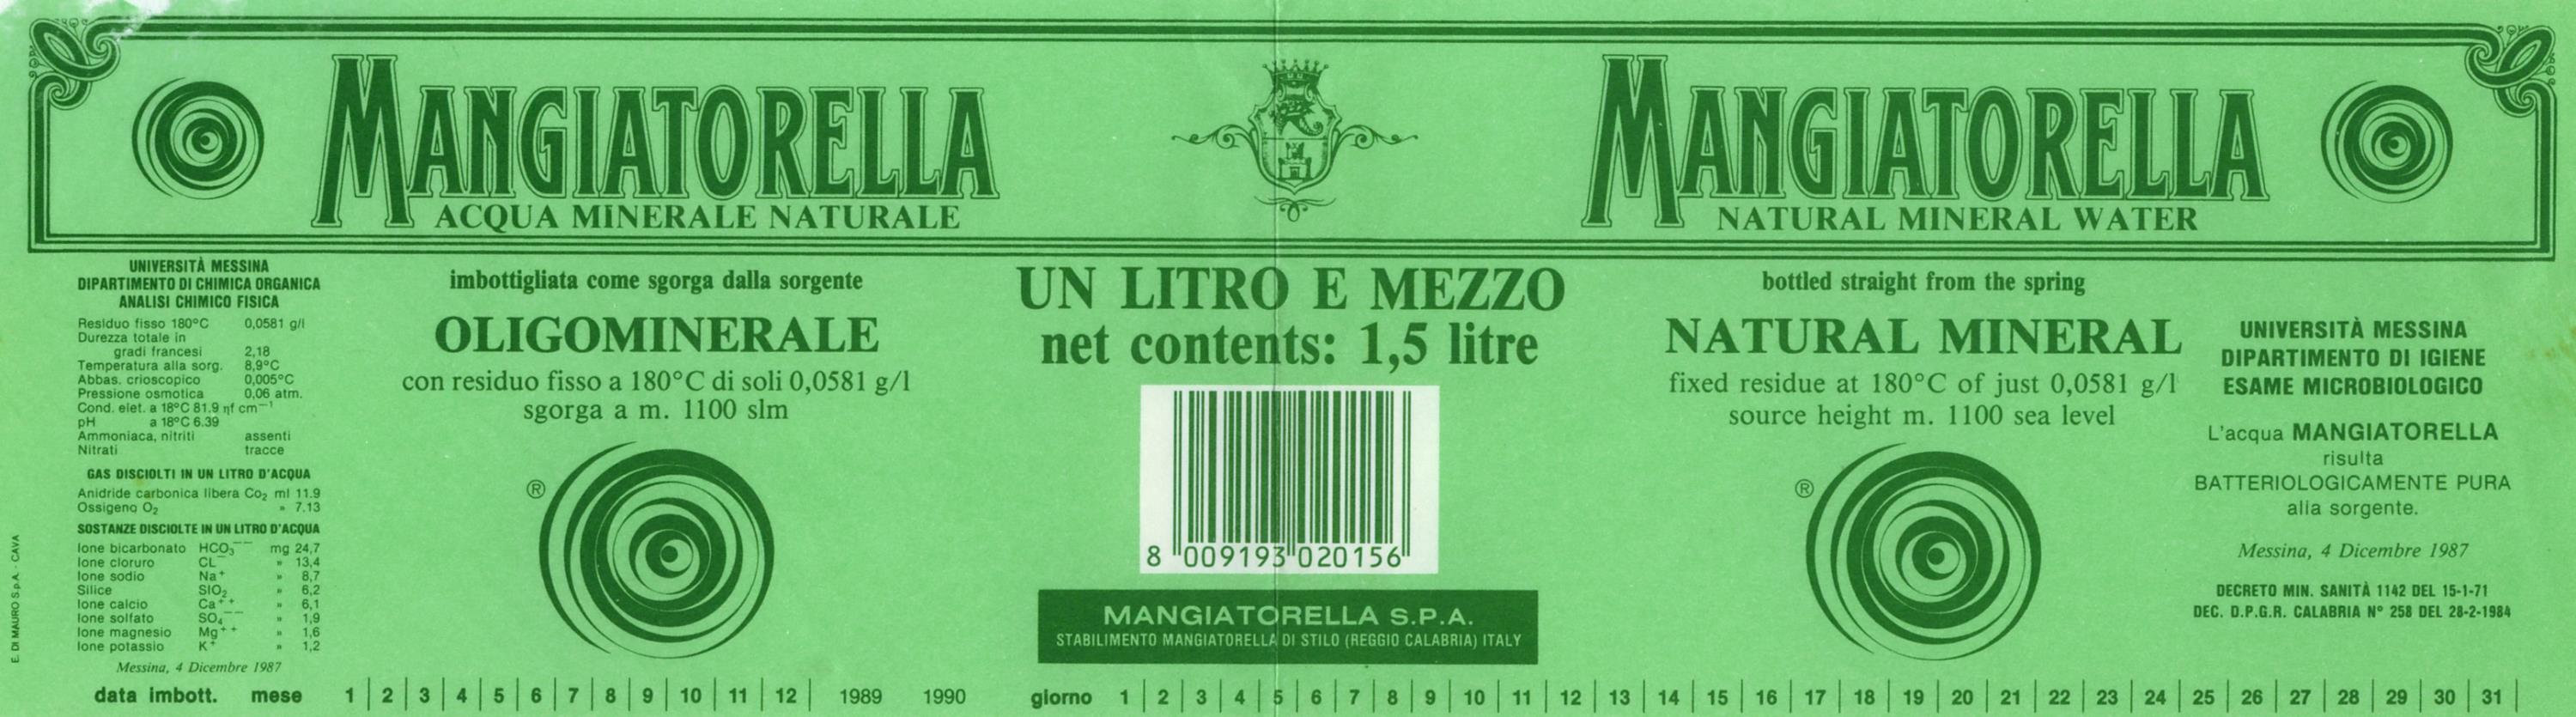 MANGIATORELLA
ACQUA MINERALE NATURALE
MANGIATORELLA
NATURAL MINERAL WATER
UNIVERSITÀ MESSINA
DIPARTIMENTO DI CHIMICA ORGANICA
ANALISI CHIMICO FISICA
Residuo fisso 180°C 0,0581 g/l
Durezza totale in
gradi francesi 2,18
Temperatura alla sorg. 8,9°C
Abbas. crioscopico 0,005°C
Pressione osmotica 0,06 atm.
Cond. elet. a 18°C 81.9 ηf cm⁻¹
pH a 18°C 6.39
Ammoniaca, nitriti assenti
Nitrati tracce
GAS DISCIOLTI IN UN LITRO D'ACQUA
Anidride carbonica libera Co₂ ml 11.9
Ossigeno O₂ » 7.13
SOSTANZE DISCIOLTE IN UN LITRO D'ACQUA
Ione bicarbonato HCO₃⁻⁻ mg 24,7
Ione cloruro CL⁻ » 13,4
Ione sodio Na⁺ » 8,7
Silice SIO₂ » 6,2
Ione calcio Ca⁺⁺ » 6,1
Ione solfato SO₄⁻⁻ » 1,9
Ione magnesio Mg⁺⁺ » 1,6
Ione potassio K⁺ » 1,2
Messina, 4 Dicembre 1987
E. DI MAURO S.p.A. - CAVA
imbottigliata come sgorga dalla sorgente
OLIGOMINERALE
con residuo fisso a 180°C di soli 0,0581 g/l
sgorga a m. 1100 slm
®
UN LITRO E MEZZO
net contents: 1,5 litre
8 009193 020156
MANGIATORELLA S.P.A.
STABILIMENTO MANGIATORELLA DI STILO (REGGIO CALABRIA) ITALY
bottled straight from the spring
NATURAL MINERAL
fixed residue at 180°C of just 0,0581 g/l
source height m. 1100 sea level
®
UNIVERSITÀ MESSINA
DIPARTIMENTO DI IGIENE
ESAME MICROBIOLOGICO
L'acqua MANGIATORELLA
risulta
BATTERIOLOGICAMENTE PURA
alla sorgente.
Messina, 4 Dicembre 1987
DECRETO MIN. SANITÀ 1142 DEL 15-1-71
DEC. D.P.G.R. CALABRIA N° 258 DEL 28-2-1984
data imbott. mese 1 2 3 4 5 6 7 8 9 10 11 12 1989 1990 giorno 1 2 3 4 5 6 7 8 9 10 11 12 13 14 15 16 17 18 19 20 21 22 23 24 25 26 27 28 29 30 31